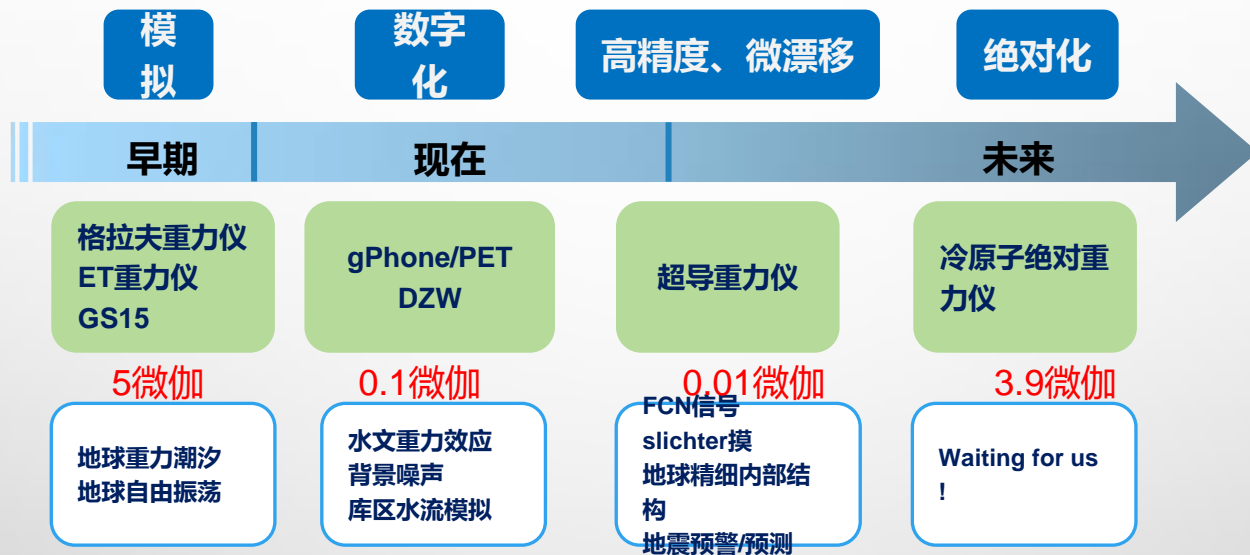 模
拟
数字
化
高精度、微漂移
绝对化
早期
现在
未来
格拉夫重力仪
ET重力仪
GS15
gPhone/PET
DZW
超导重力仪
冷原子绝对重
力仪
5微伽
0.1微伽
0.01微伽
3.9微伽
地球重力潮汐
地球自由振荡
水文重力效应
背景噪声
库区水流模拟
FCN信号
slichter摸
地球精细内部结
构
地震预警/预测
Waiting for us
!